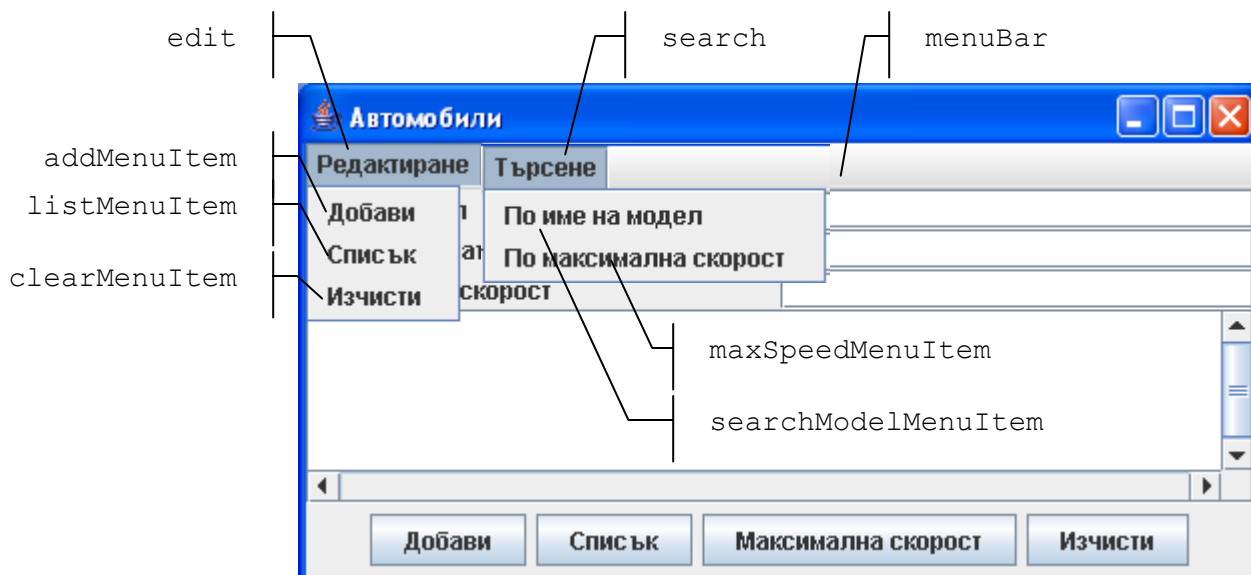 edit search menuBar
Автомобили
addMenuItem Редактиране Търсене
listMenuItem Добави По име на модел
Списък По максимална скорост
clearMenuItem Изчисти скорост
maxSpeedMenuItem
searchModelMenuItem
Добави Списък Максимална скорост Изчисти